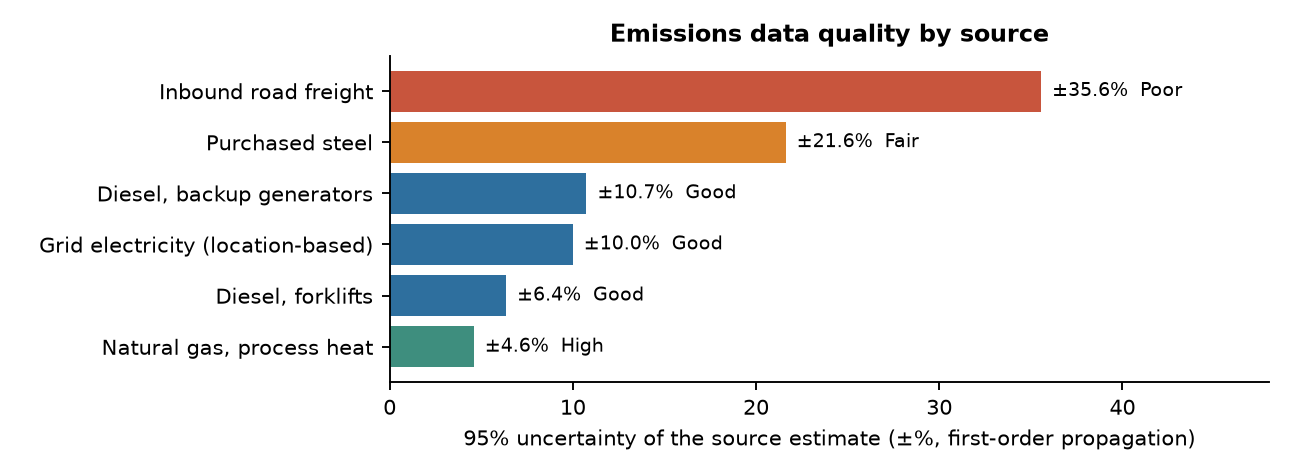 Emissions data quality by source
Inbound road freight ±35.6% Poor
Purchased steel ±21.6% Fair
Diesel, backup generators ±10.7% Good
Grid electricity (location-based) ±10.0% Good
Diesel, forklifts ±6.4% Good
Natural gas, process heat ±4.6% High
0 10 20 30 40
95% uncertainty of the source estimate (±%, first-order propagation)